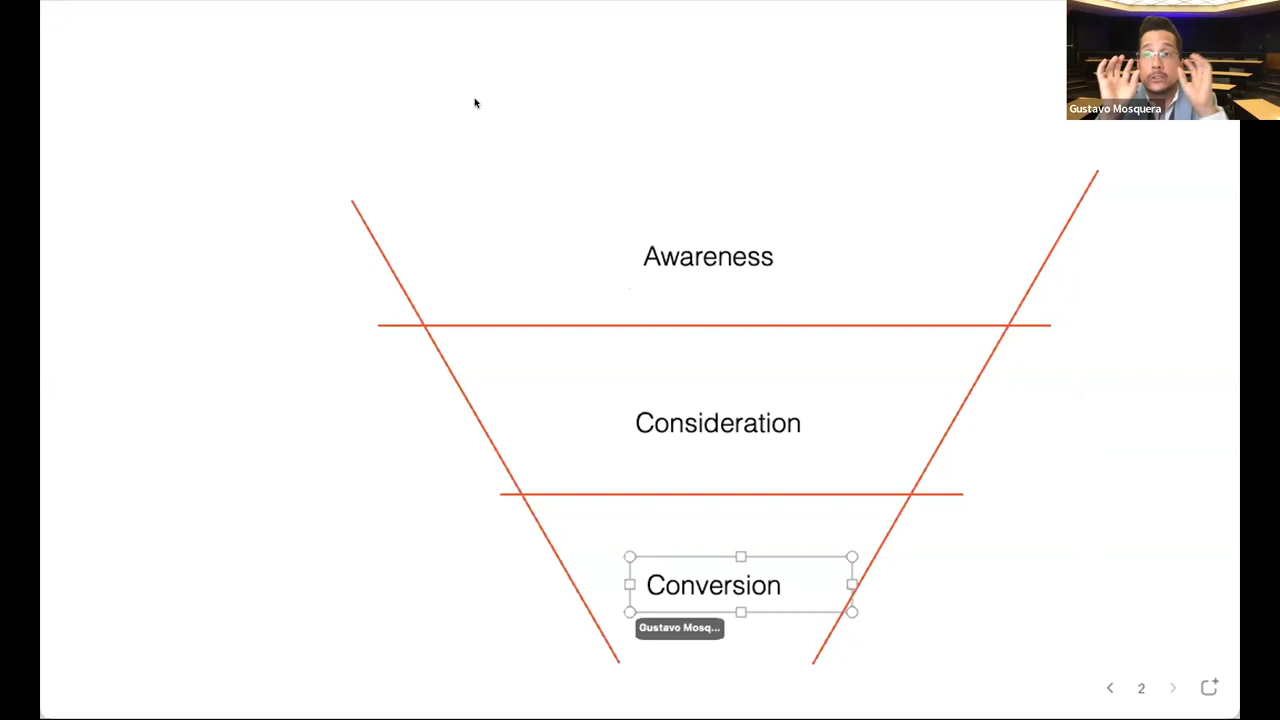 Gustavo Mosquera
Awareness
Consideration
Conversion
Gustavo Mosq...
2